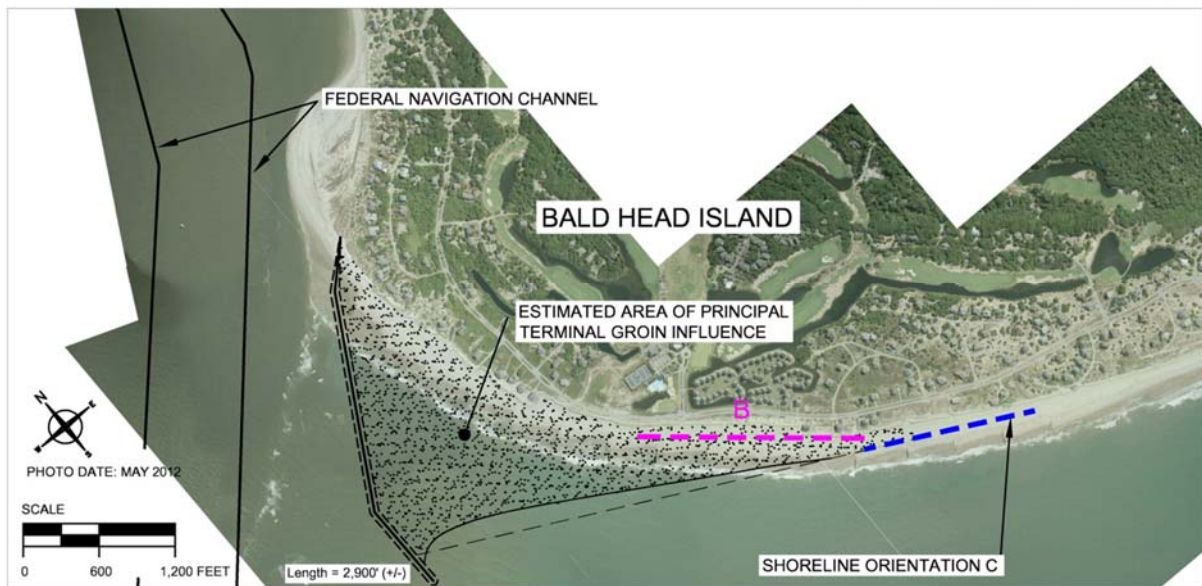 FEDERAL NAVIGATION CHANNEL
BALD HEAD ISLAND
ESTIMATED AREA OF PRINCIPAL
TERMINAL GROIN INFLUENCE
B
N
PHOTO DATE: MAY 2012
SCALE
0 600 1,200 FEET
Length = 2,900' (+/-)
SHORELINE ORIENTATION C